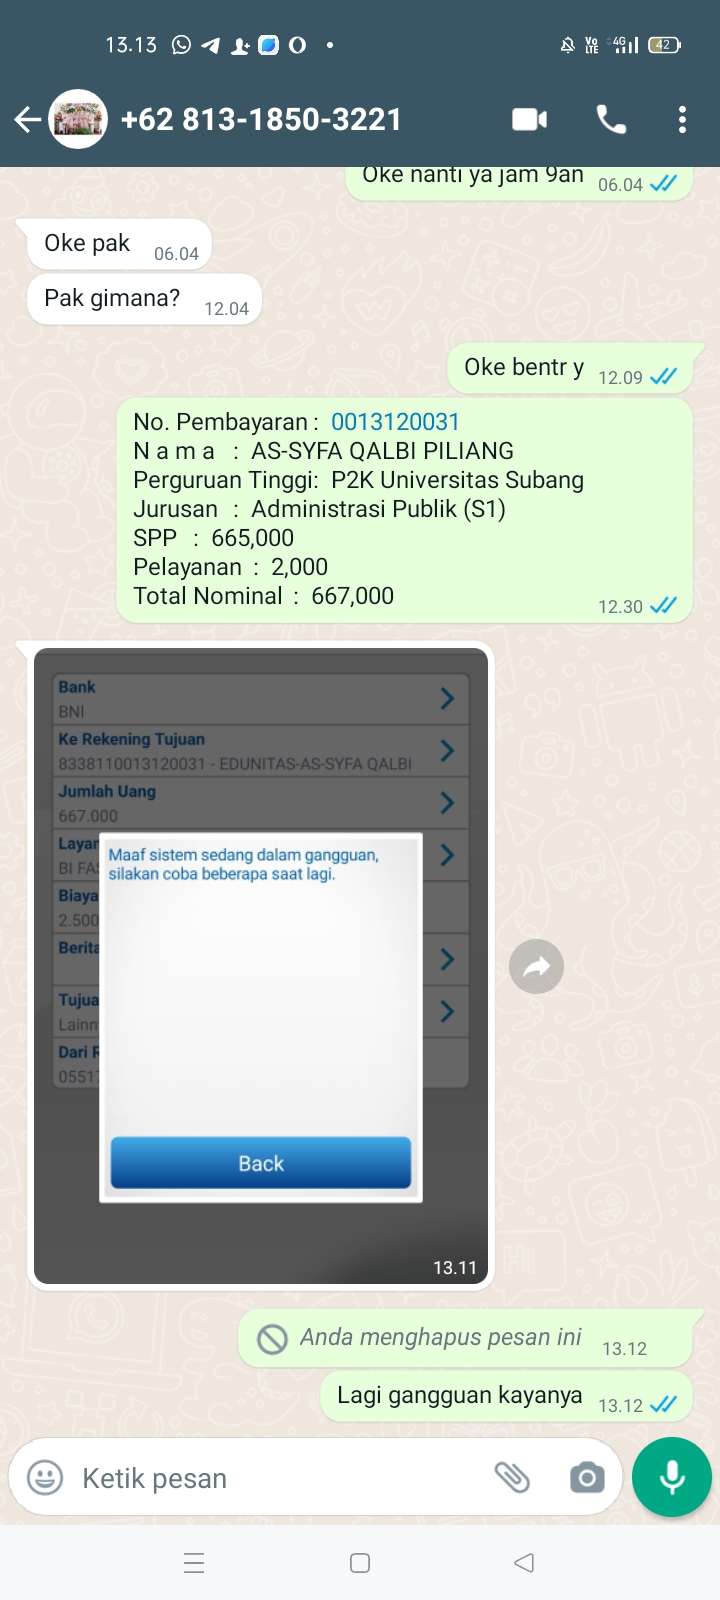 13.13
Vo LTE 4G 42
+62 813-1850-3221
Oke nanti ya jam 9an 06.04
Oke pak 06.04
Pak gimana? 12.04
Oke bentr y 12.09
No. Pembayaran : 0013120031
N a m a : AS-SYFA QALBI PILIANG
Perguruan Tinggi: P2K Universitas Subang
Jurusan : Administrasi Publik (S1)
SPP : 665,000
Pelayanan : 2,000
Total Nominal : 667,000
12.30
Bank
BNI
Ke Rekening Tujuan
8338110013120031 - EDUNITAS-AS-SYFA QALBI
Jumlah Uang
667.000
Layar
BI FA
Biaya
2.500
Berita
Tujua
Lainn
Dari R
0551
Maaf sistem sedang dalam gangguan,
silakan coba beberapa saat lagi.
Back
13.11
Anda menghapus pesan ini 13.12
Lagi gangguan kayanya 13.12
Ketik pesan